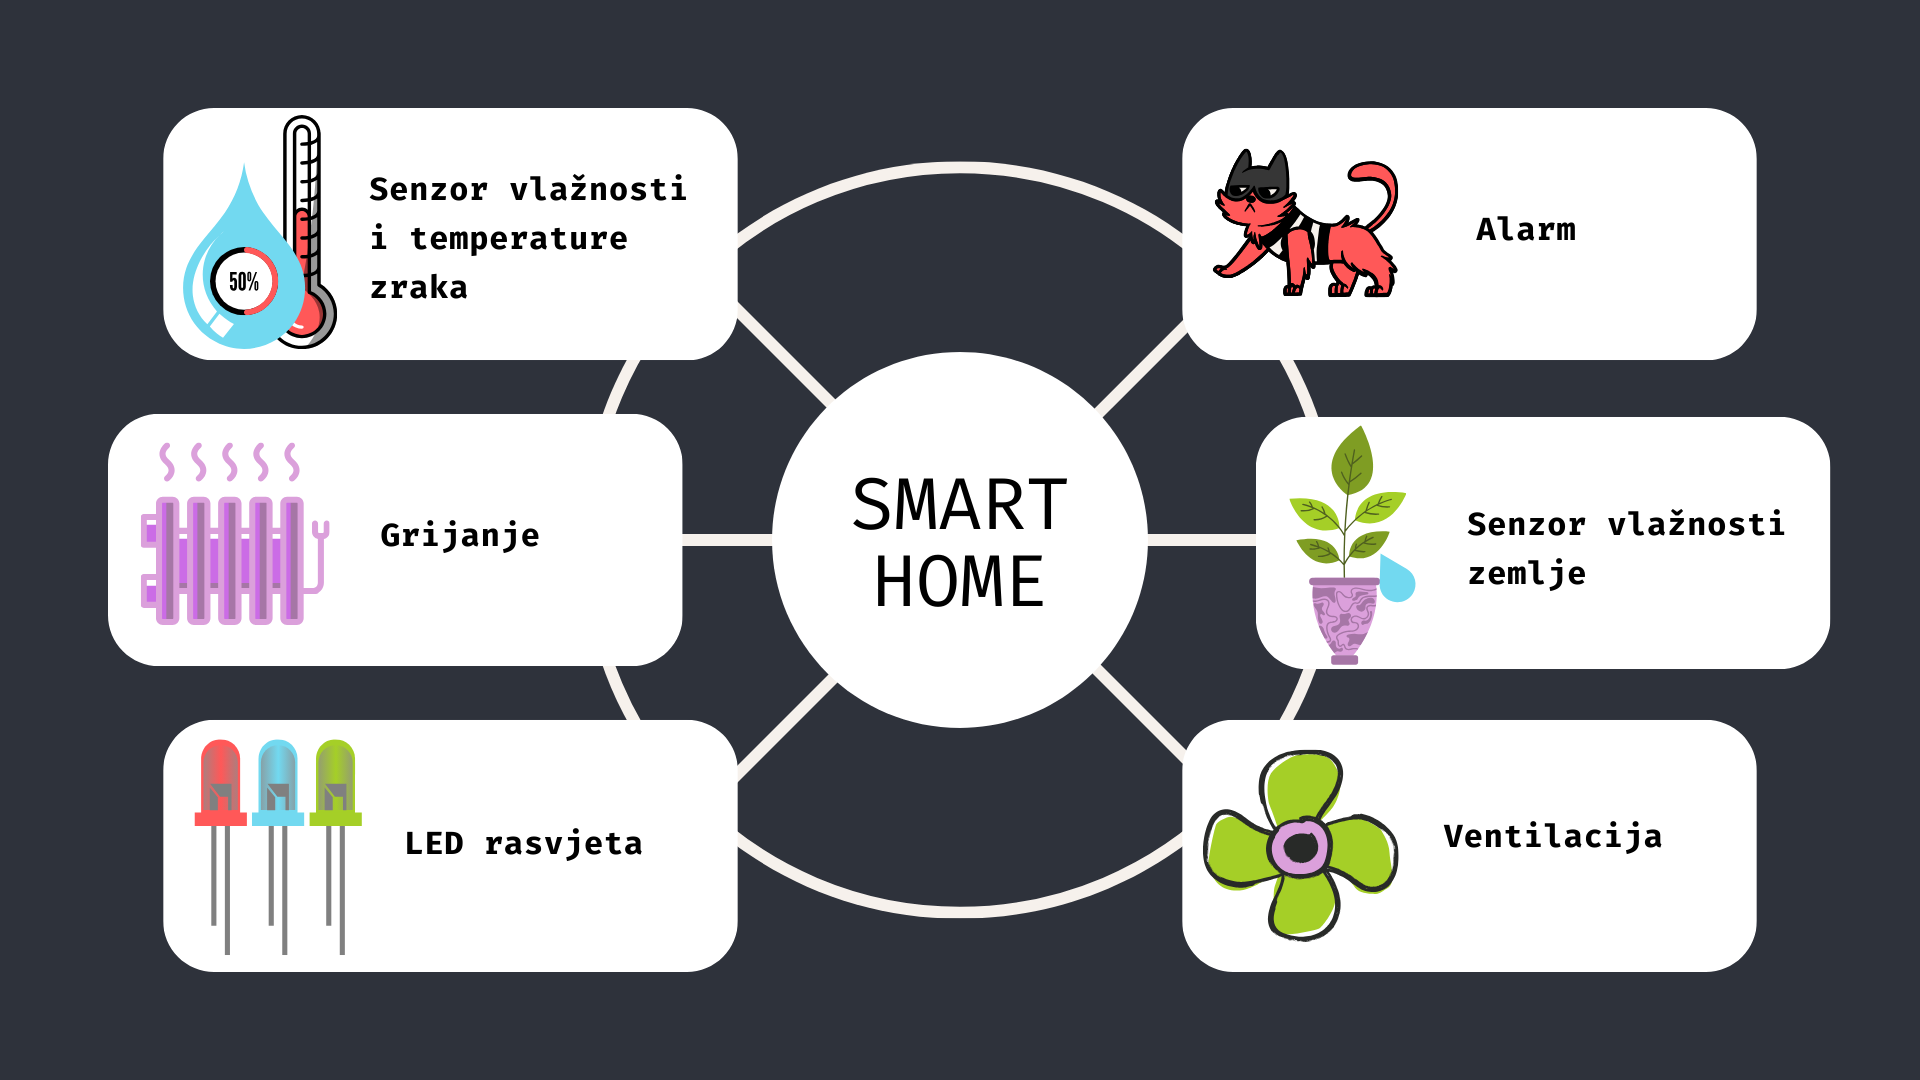 50%
Senzor vlažnosti
i temperature
zraka
Alarm
Grijanje
SMART
HOME
Senzor vlažnosti
zemlje
LED rasvjeta
Ventilacija